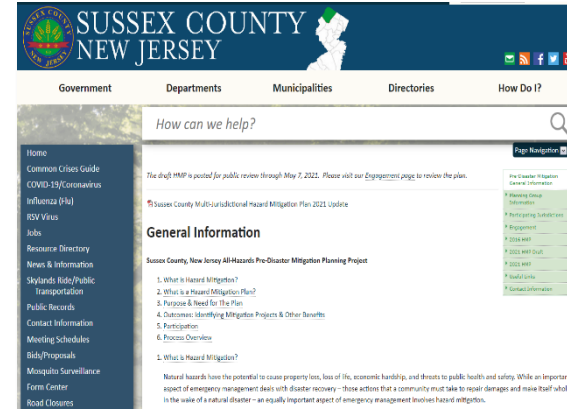 SUSSEX COUNTY
NEW JERSEY
Government Departments Municipalities Directories How Do I?
How can we help?
Page Navigation
Home
Common Crises Guide
COVID-19/Coronavirus
Influenza (Flu)
RSV Virus
Jobs
Resource Directory
News & Information
Skylands Ride/Public
Transportation
Public Records
Contact Information
Meeting Schedules
Bids/Proposals
Mosquito Surveillance
Form Center
Road Closures
The draft HMP is posted for public review through May 7, 2021. Please visit our Engagement page to review the plan.
Sussex County Multi-Jurisdictional Hazard Mitigation Plan 2021 Update
General Information
Sussex County, New Jersey All-Hazards Pre-Disaster Mitigation Planning Project
1. What is Hazard Mitigation?
2. What is a Hazard Mitigation Plan?
3. Purpose & Need for The Plan
4. Outcomes: Identifying Mitigation Projects & Other Benefits
5. Participation
6. Process Overview
1. What is Hazard Mitigation?
Natural hazards have the potential to cause property loss, loss of life, economic hardship, and threats to public health and safety. While an importan
aspect of emergency management deals with disaster recovery – those actions that a community must take to repair damages and make itself whol
in the wake of a natural disaster – an equally important aspect of emergency management involves hazard mitigation.
Pre Disaster Mitigation
General Information
Planning Group
Information
Participating Jurisdictions
Engagement
2016 HMP
2021 HMP Draft
2021 HMP
Useful Links
Contact Information